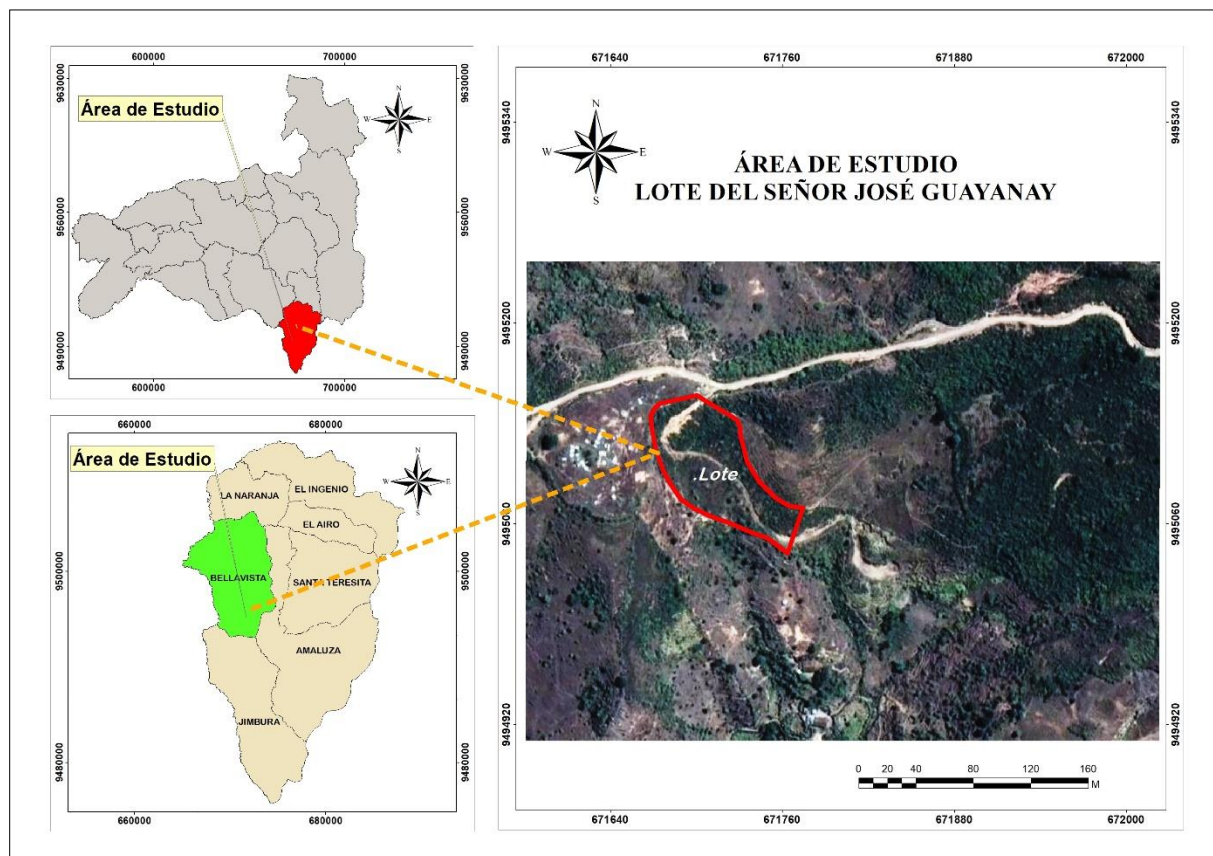 600000 700000
9630000 9630000
Área de Estudio
N
W E
S
9560000 9560000
9490000 9490000
600000 700000
660000 680000
Área de Estudio
N
W E
S
LA NARANJA
EL INGENIO
EL AIRO
9500000 9500000
BELLAVISTA
SANTA TERESITA
AMALUZA
JIMBURA
9480000 9480000
660000 680000
671640 671760 671880 672000
9495340 9495340
N
W E
S
ÁREA DE ESTUDIO
LOTE DEL SEÑOR JOSÉ GUAYANAY
9495200 9495200
.Lote
9495060 9495060
9494920 9494920
0 20 40 80 120 160
M
671640 671760 671880 672000